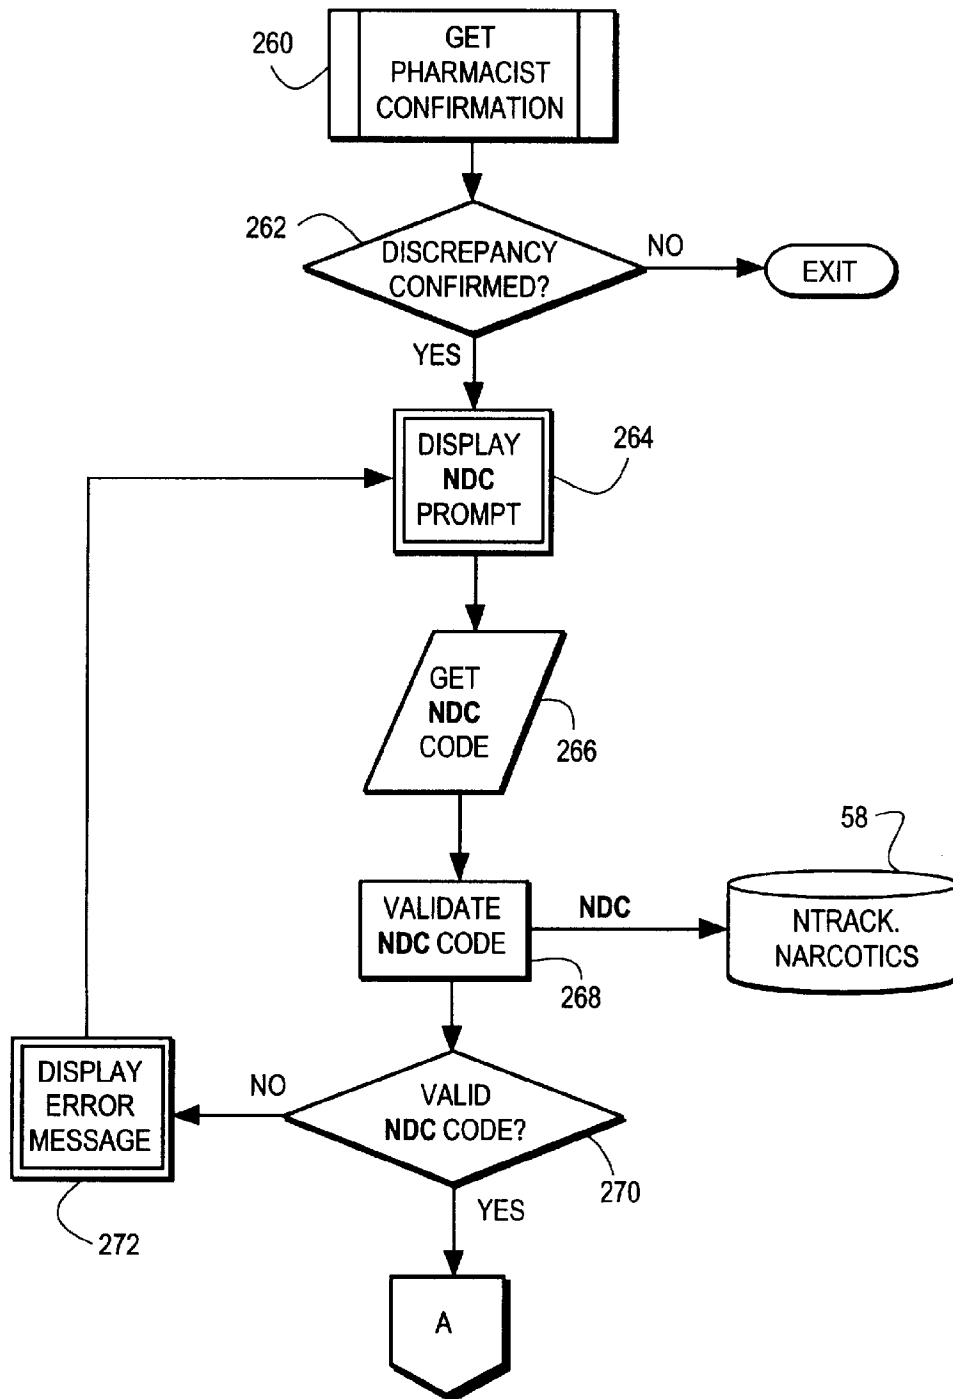 260
GET
PHARMACIST
CONFIRMATION
262
DISCREPANCY
CONFIRMED?
NO
EXIT
YES
DISPLAY
NDC
PROMPT
264
GET
NDC
CODE
266
58
VALIDATE
NDC CODE
NDC
NTRACK.
NARCOTICS
268
DISPLAY
ERROR
MESSAGE
NO
VALID
NDC CODE?
270
272
YES
A